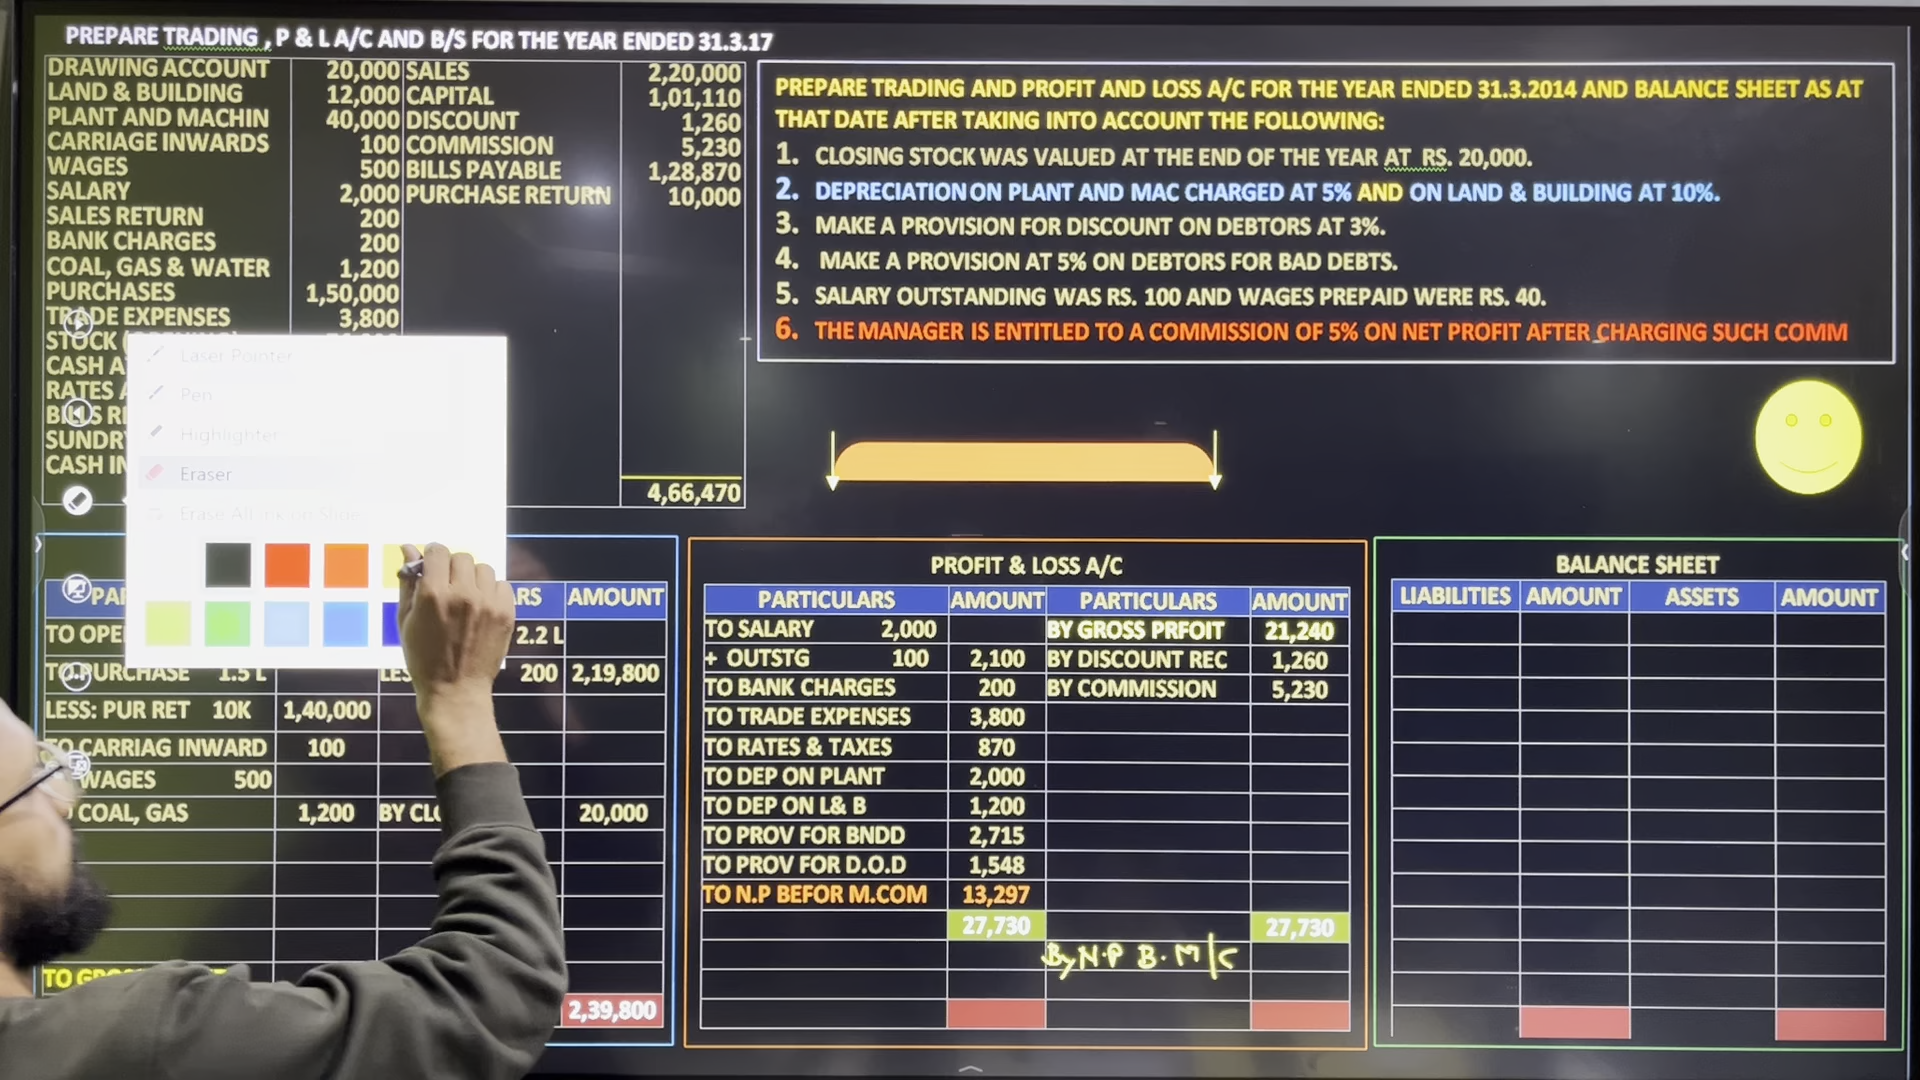 PREPARE TRADING , P & L A/C AND B/S FOR THE YEAR ENDED 31.3.17
DRAWING ACCOUNT 20,000 SALES 2,20,000
LAND & BUILDING 12,000 CAPITAL 1,01,110
PLANT AND MACHIN 40,000 DISCOUNT 1,260
CARRIAGE INWARDS 100 COMMISSION 5,230
WAGES 500 BILLS PAYABLE 1,28,870
SALARY 2,000 PURCHASE RETURN 10,000
SALES RETURN 200
BANK CHARGES 200
COAL, GAS & WATER 1,200
PURCHASES 1,50,000
TRADE EXPENSES 3,800
STOCK
CASH
RATES
BILLS
CASH IN
4,66,470
Laser Pointer
Pen
Highlighter
Eraser
Erase All Ink on Slide
PREPARE TRADING AND PROFIT AND LOSS A/C FOR THE YEAR ENDED 31.3.2014 AND BALANCE SHEET AS AT
THAT DATE AFTER TAKING INTO ACCOUNT THE FOLLOWING:
1. CLOSING STOCK WAS VALUED AT THE END OF THE YEAR AT RS. 20,000.
2. DEPRECIATION ON PLANT AND MAC CHARGED AT 5% AND ON LAND & BUILDING AT 10%.
3. MAKE A PROVISION FOR DISCOUNT ON DEBTORS AT 3%.
4. MAKE A PROVISION AT 5% ON DEBTORS FOR BAD DEBTS.
5. SALARY OUTSTANDING WAS RS. 100 AND WAGES PREPAID WERE RS. 40.
6. THE MANAGER IS ENTITLED TO A COMMISSION OF 5% ON NET PROFIT AFTER CHARGING SUCH COMM
AMOUNT
2.2 L
TO PURCHASE 1.5 L 200 2,19,800
LESS: PUR RET 10K 1,40,000
TO CARRIAG INWARD 100
WAGES 500
COAL, GAS 1,200 BY 20,000
2,39,800
PROFIT & LOSS A/C
PARTICULARS AMOUNT PARTICULARS AMOUNT
TO SALARY 2,000 BY GROSS PRFOIT 21,240
+ OUTSTG 100 2,100 BY DISCOUNT REC 1,260
TO BANK CHARGES 200 BY COMMISSION 5,230
TO TRADE EXPENSES 3,800
TO RATES & TAXES 870
TO DEP ON PLANT 2,000
TO DEP ON L& B 1,200
TO PROV FOR BNDD 2,715
TO PROV FOR D.O.D 1,548
TO N.P BEFOR M.COM 13,297
27,730 27,730
By N.P B.M/C
BALANCE SHEET
LIABILITIES AMOUNT ASSETS AMOUNT